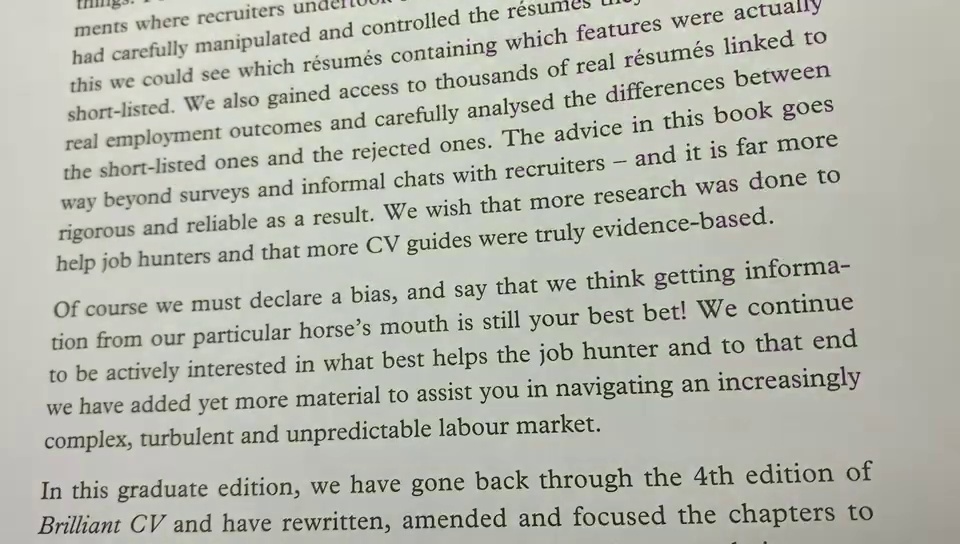 things.
ments where recruiters undertook
had carefully manipulated and controlled the résumés
this we could see which résumés containing which features were actually
short-listed. We also gained access to thousands of real résumés linked to
real employment outcomes and carefully analysed the differences between
the short-listed ones and the rejected ones. The advice in this book goes
way beyond surveys and informal chats with recruiters – and it is far more
rigorous and reliable as a result. We wish that more research was done to
help job hunters and that more CV guides were truly evidence-based.
Of course we must declare a bias, and say that we think getting informa-
tion from our particular horse's mouth is still your best bet! We continue
to be actively interested in what best helps the job hunter and to that end
we have added yet more material to assist you in navigating an increasingly
complex, turbulent and unpredictable labour market.
In this graduate edition, we have gone back through the 4th edition of
Brilliant CV and have rewritten, amended and focused the chapters to